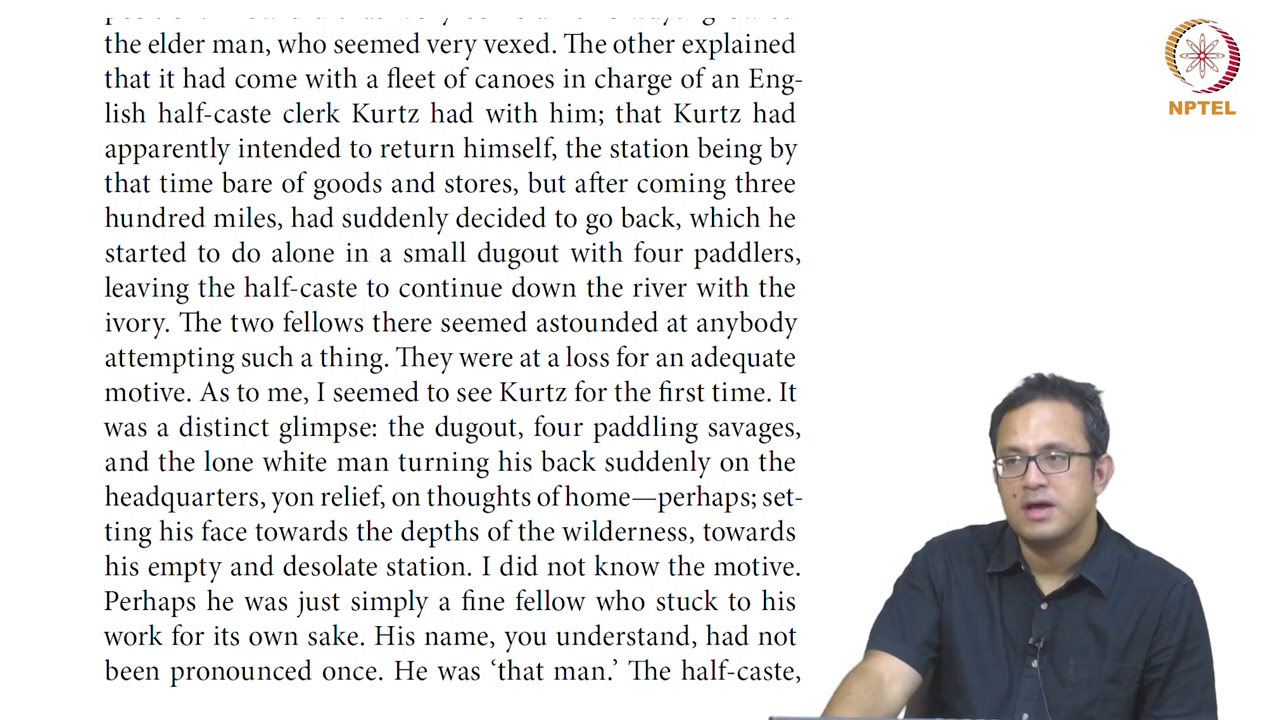 the elder man, who seemed very vexed. The other explained
that it had come with a fleet of canoes in charge of an Eng-
lish half-caste clerk Kurtz had with him; that Kurtz had
apparently intended to return himself, the station being by
that time bare of goods and stores, but after coming three
hundred miles, had suddenly decided to go back, which he
started to do alone in a small dugout with four paddlers,
leaving the half-caste to continue down the river with the
ivory. The two fellows there seemed astounded at anybody
attempting such a thing. They were at a loss for an adequate
motive. As to me, I seemed to see Kurtz for the first time. It
was a distinct glimpse: the dugout, four paddling savages,
and the lone white man turning his back suddenly on the
headquarters, yon relief, on thoughts of home—perhaps; set-
ting his face towards the depths of the wilderness, towards
his empty and desolate station. I did not know the motive.
Perhaps he was just simply a fine fellow who stuck to his
work for its own sake. His name, you understand, had not
been pronounced once. He was ‘that man.’ The half-caste,
NPTEL